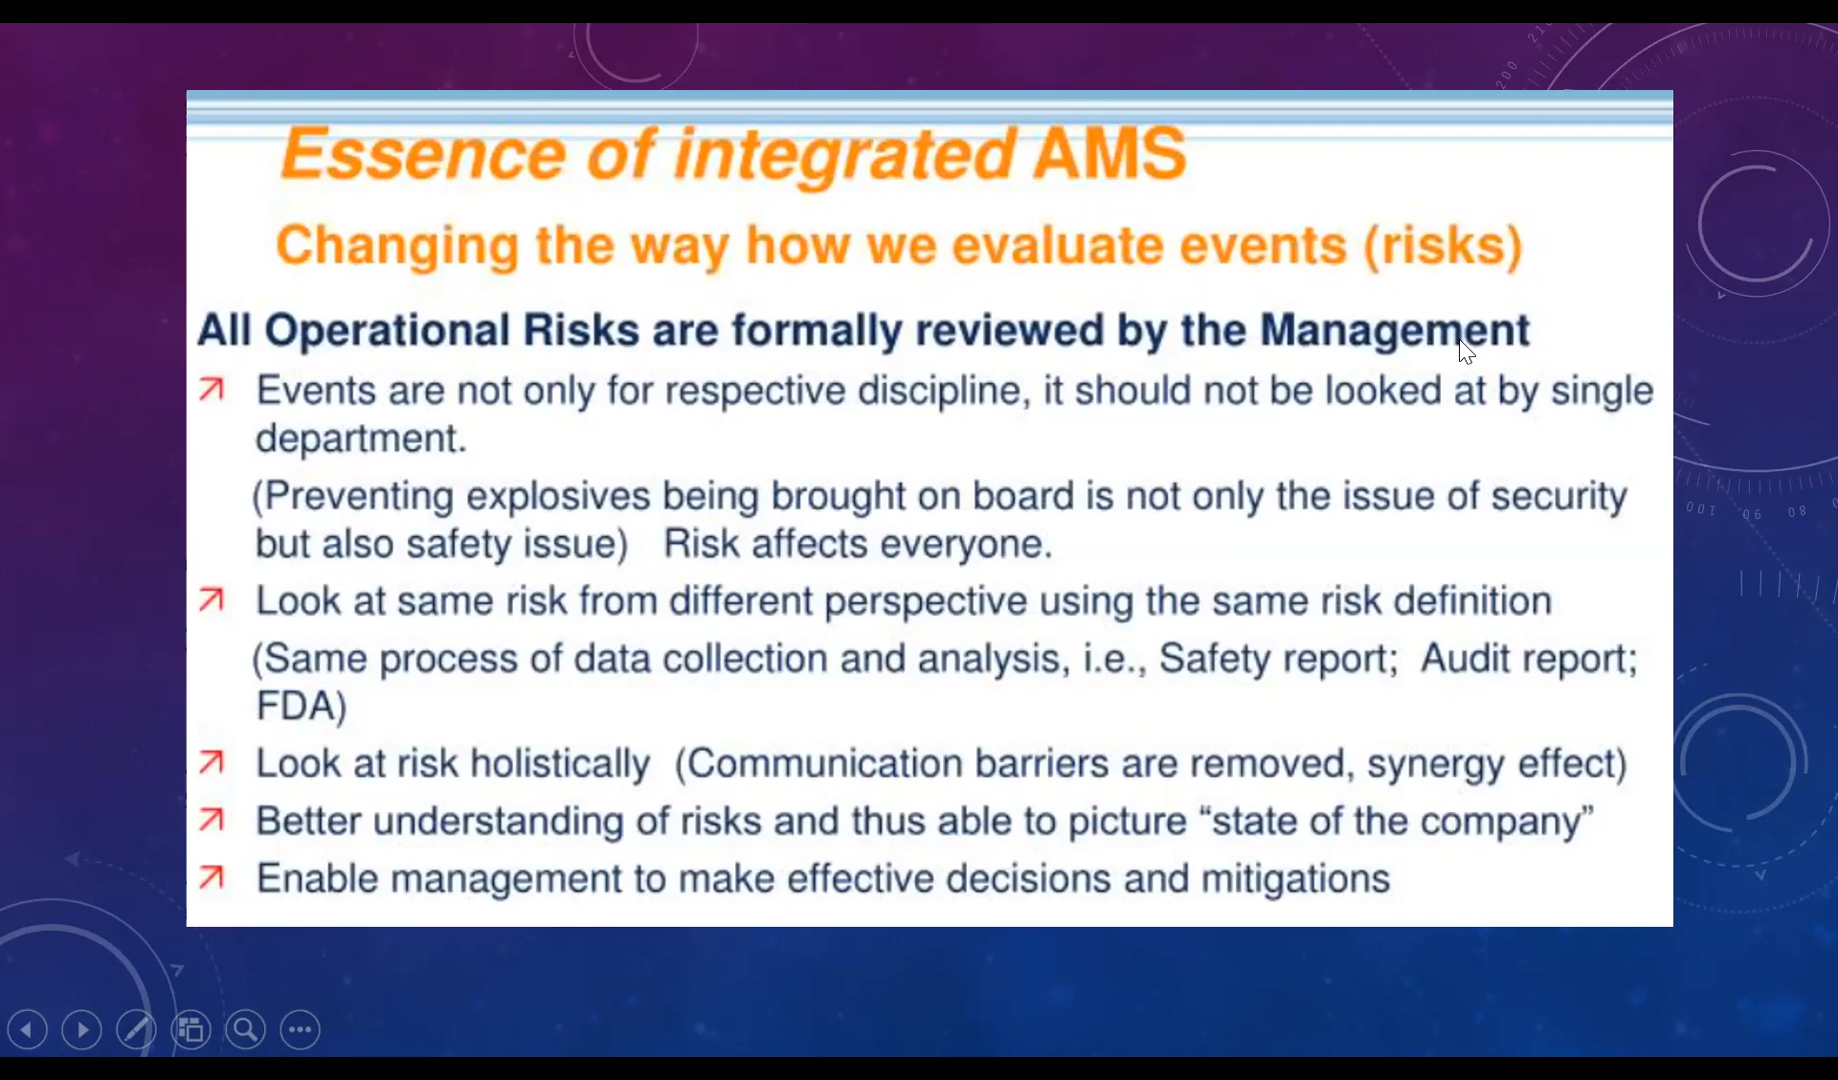 Essence of integrated AMS
Changing the way how we evaluate events (risks)
All Operational Risks are formally reviewed by the Management
Events are not only for respective discipline, it should not be looked at by single
department.
(Preventing explosives being brought on board is not only the issue of security
but also safety issue) Risk affects everyone.
Look at same risk from different perspective using the same risk definition
(Same process of data collection and analysis, i.e., Safety report; Audit report;
FDA)
Look at risk holistically (Communication barriers are removed, synergy effect)
Better understanding of risks and thus able to picture “state of the company”
Enable management to make effective decisions and mitigations
200
210
100
90
80